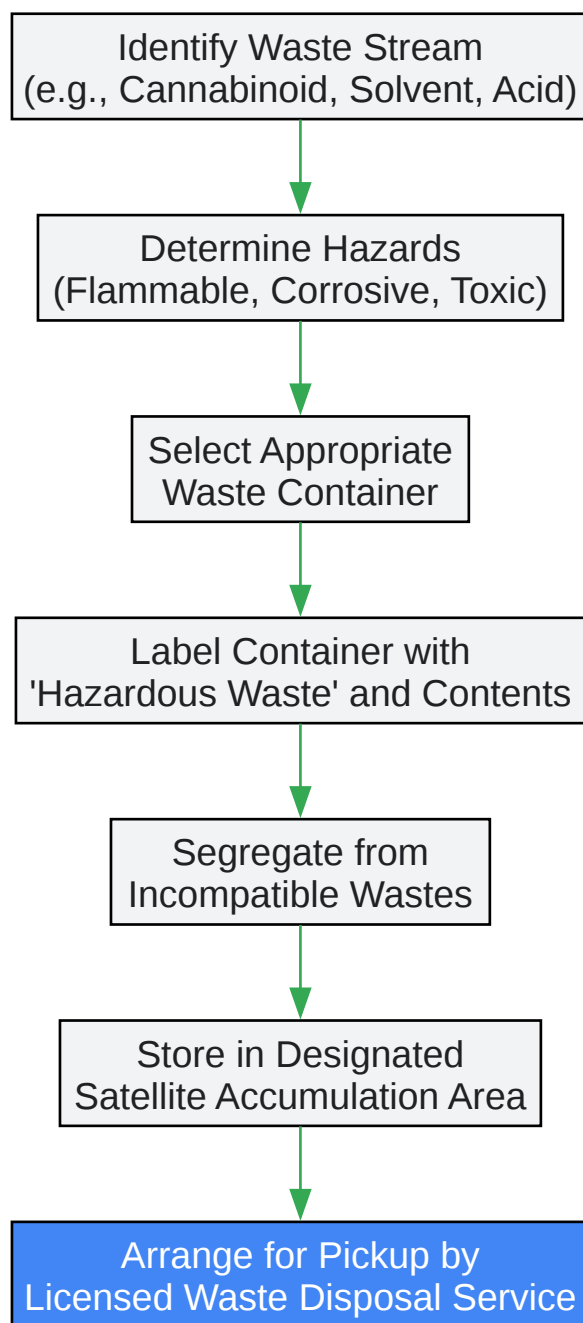 Identify Waste Stream
(e.g., Cannabinoid, Solvent, Acid)
Determine Hazards
(Flammable, Corrosive, Toxic)
Select Appropriate
Waste Container
Label Container with
'Hazardous Waste' and Contents
Segregate from
Incompatible Wastes
Store in Designated
Satellite Accumulation Area
Arrange for Pickup by
Licensed Waste Disposal Service